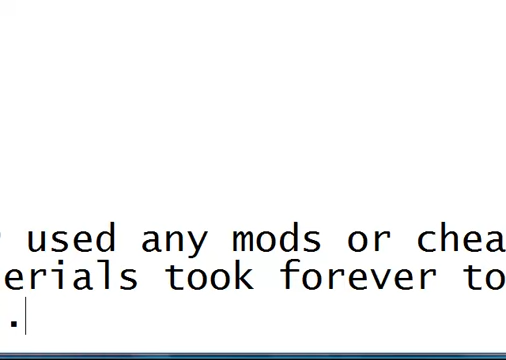 used any mods or chea
erials took forever to
.